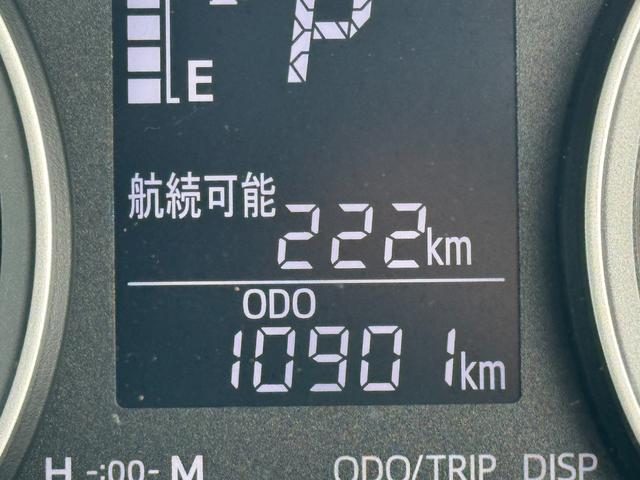 P
E
航続可能 222km
ODO
10901km
H -:00- M ODO/TRIP DISP